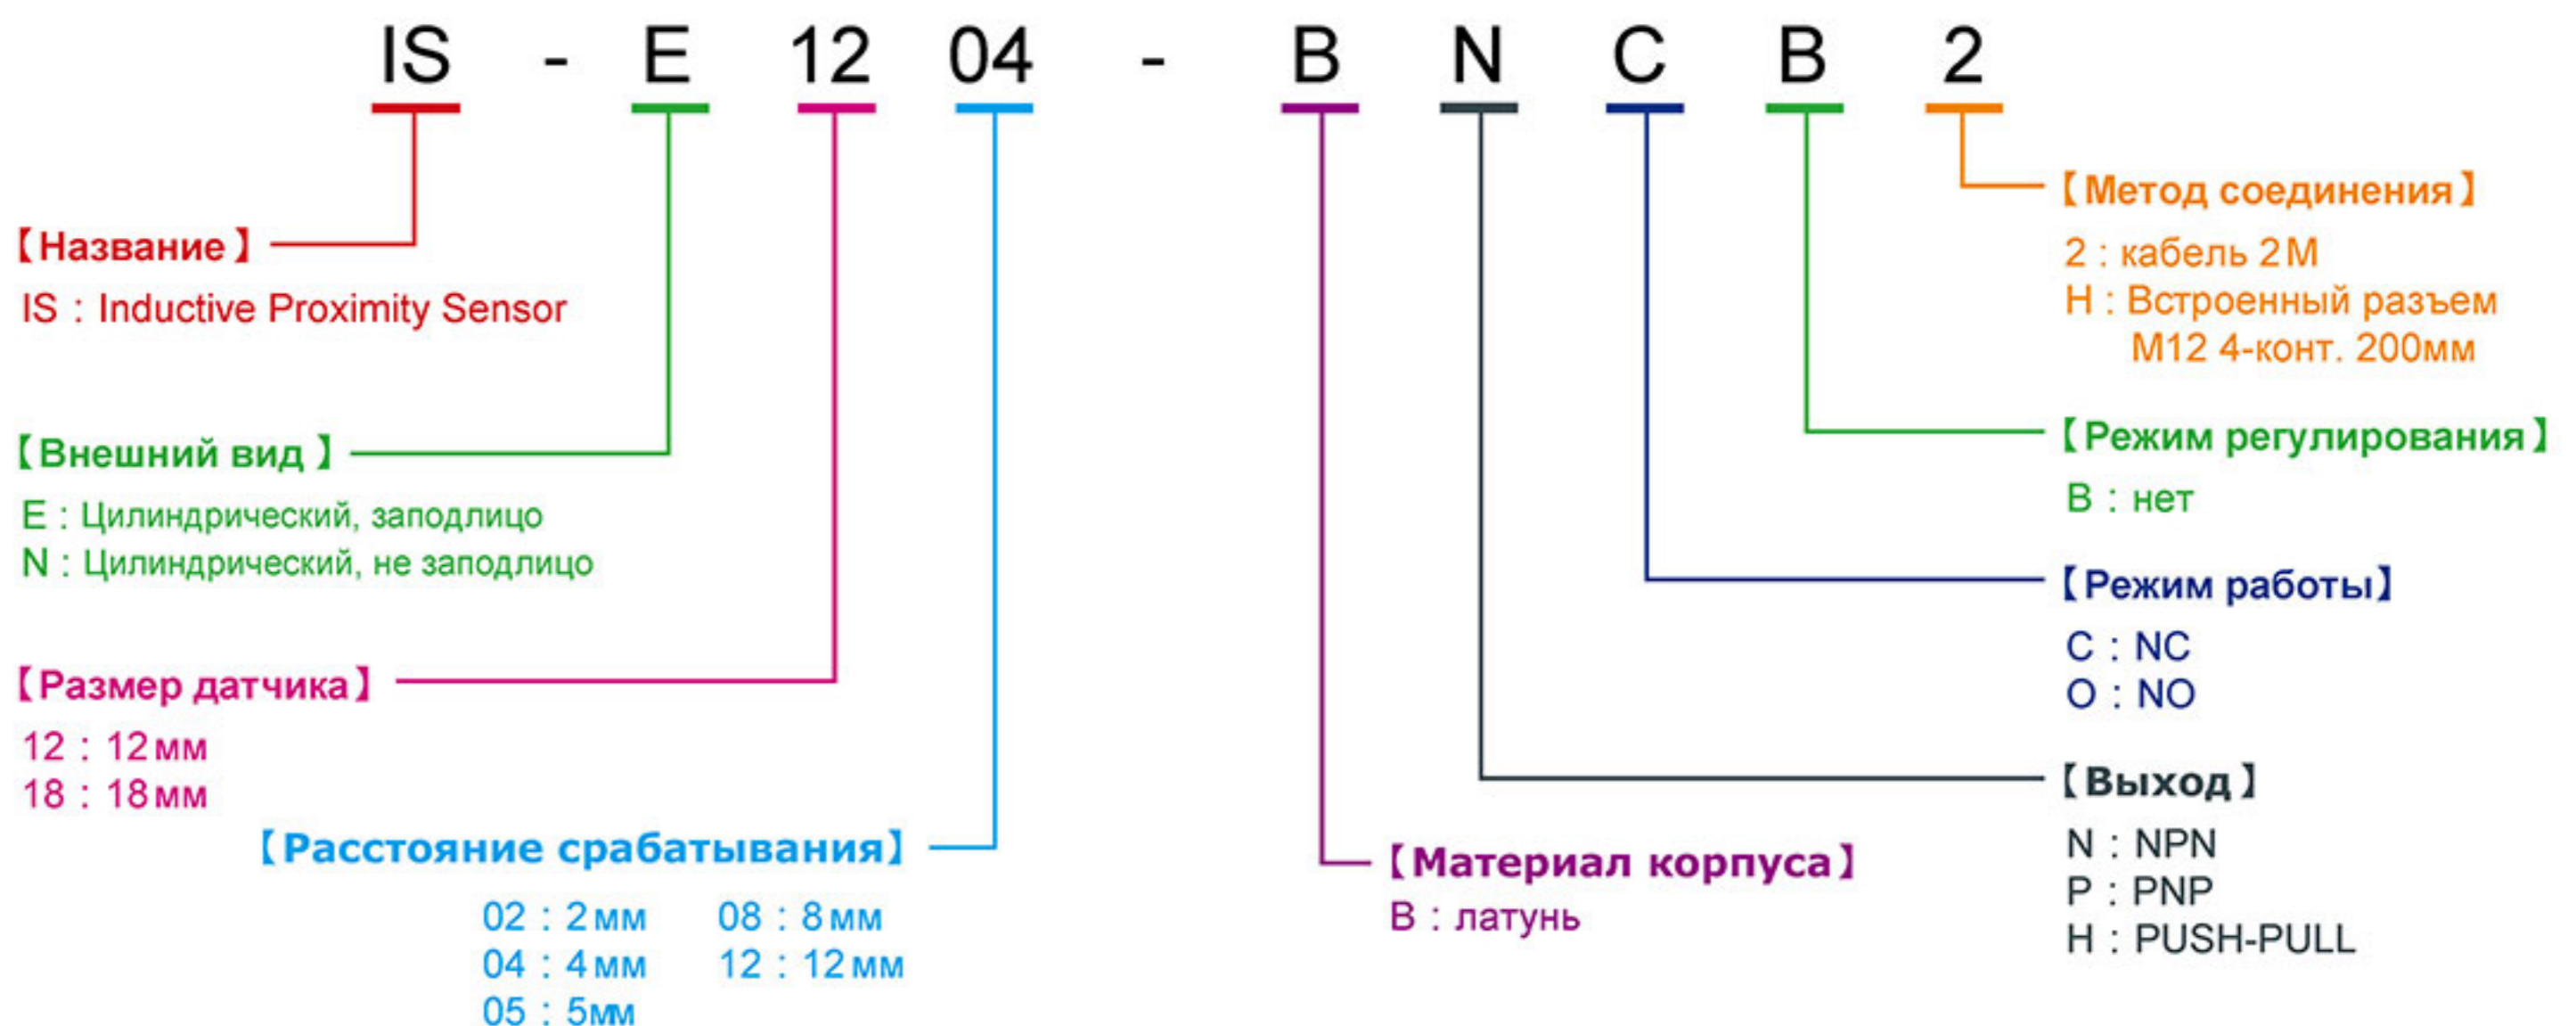 IS - E 12 04 - B N C B 2
【Название】
IS : Inductive Proximity Sensor
【Внешний вид】
E : Цилиндрический, заподлицо
N : Цилиндрический, не заподлицо
【Размер датчика】
12 : 12мм
18 : 18мм
【Расстояние срабатывания】
02 : 2мм 08 : 8мм
04 : 4мм 12 : 12мм
05 : 5мм
【Материал корпуса】
B : латунь
【Метод соединения】
2 : кабель 2М
H : Встроенный разъем
M12 4-конт. 200мм
【Режим регулирования】
B : нет
【Режим работы】
C : NC
O : NO
【Выход】
N : NPN
P : PNP
H : PUSH-PULL